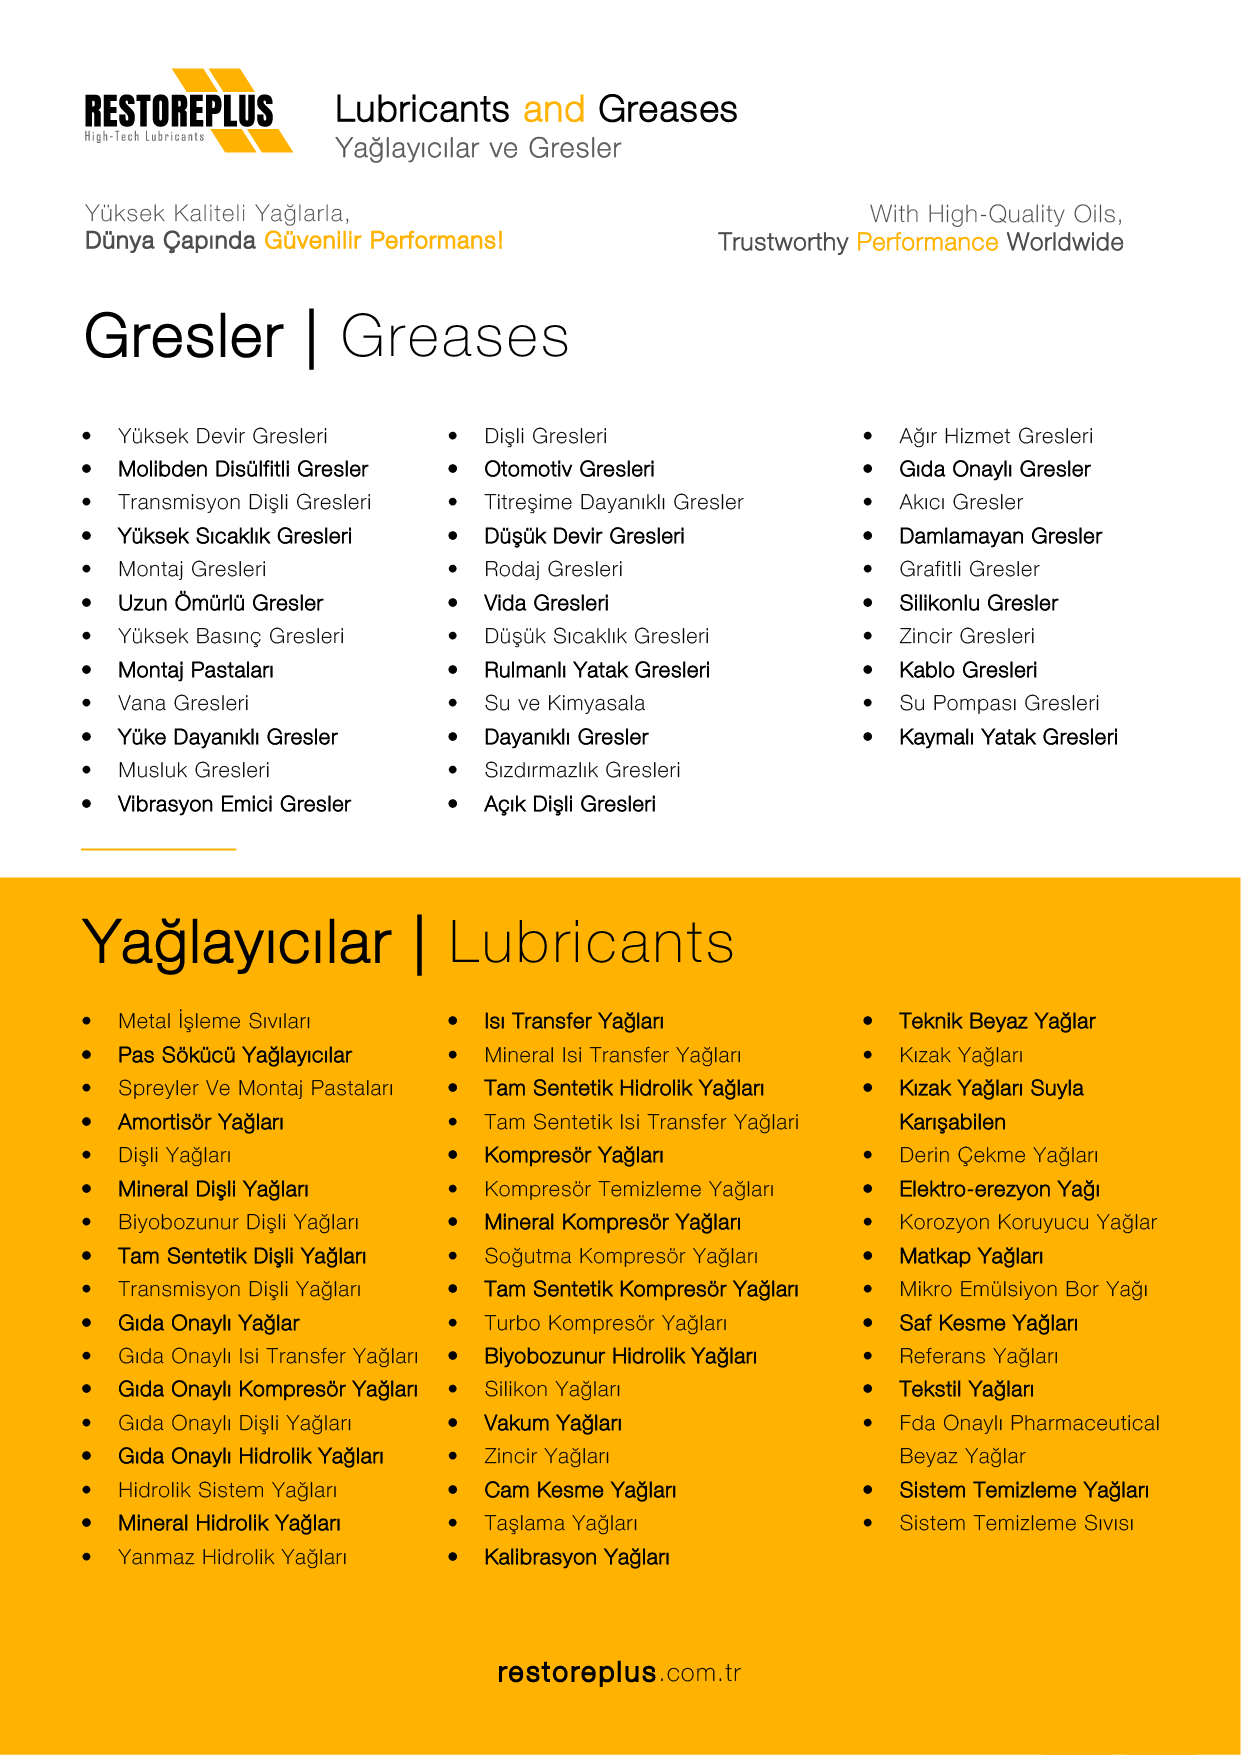 RESTOREPLUS
High-Tech Lubricants
Lubricants and Greases
Yağlayıcılar ve Gresler
Yüksek Kaliteli Yağlarla,
Dünya Çapında Güvenilir Performans!
With High-Quality Oils,
Trustworthy Performance Worldwide
Gresler | Greases
• Yüksek Devir Gresleri
• Molibden Disülfitli Gresler
• Transmisyon Dişli Gresleri
• Yüksek Sıcaklık Gresleri
• Montaj Gresleri
• Uzun Ömürlü Gresler
• Yüksek Basınç Gresleri
• Montaj Pastaları
• Vana Gresleri
• Yüke Dayanıklı Gresler
• Musluk Gresleri
• Vibrasyon Emici Gresler
• Dişli Gresleri
• Otomotiv Gresleri
• Titreşime Dayanıklı Gresler
• Düşük Devir Gresleri
• Rodaj Gresleri
• Vida Gresleri
• Düşük Sıcaklık Gresleri
• Rulmanlı Yatak Gresleri
• Su ve Kimyasala
• Dayanıklı Gresler
• Sızdırmazlık Gresleri
• Açık Dişli Gresleri
• Ağır Hizmet Gresleri
• Gıda Onaylı Gresler
• Akıcı Gresler
• Damlamayan Gresler
• Grafitli Gresler
• Silikonlu Gresler
• Zincir Gresleri
• Kablo Gresleri
• Su Pompası Gresleri
• Kaymalı Yatak Gresleri
Yağlayıcılar | Lubricants
• Metal İşleme Sıvıları
• Pas Sökücü Yağlayıcılar
• Spreyler Ve Montaj Pastaları
• Amortisör Yağları
• Dişli Yağları
• Mineral Dişli Yağları
• Biyobozunur Dişli Yağları
• Tam Sentetik Dişli Yağları
• Transmisyon Dişli Yağları
• Gıda Onaylı Yağlar
• Gıda Onaylı Isi Transfer Yağları
• Gıda Onaylı Kompresör Yağları
• Gıda Onaylı Dişli Yağları
• Gıda Onaylı Hidrolik Yağları
• Hidrolik Sistem Yağları
• Mineral Hidrolik Yağları
• Yanmaz Hidrolik Yağları
• Isı Transfer Yağları
• Mineral Isi Transfer Yağları
• Tam Sentetik Hidrolik Yağları
• Tam Sentetik Isi Transfer Yağlari
• Kompresör Yağları
• Kompresör Temizleme Yağları
• Mineral Kompresör Yağları
• Soğutma Kompresör Yağları
• Tam Sentetik Kompresör Yağları
• Turbo Kompresör Yağları
• Biyobozunur Hidrolik Yağları
• Silikon Yağları
• Vakum Yağları
• Zincir Yağları
• Cam Kesme Yağları
• Taşlama Yağları
• Kalibrasyon Yağları
• Teknik Beyaz Yağlar
• Kızak Yağları
• Kızak Yağları Suyla
Karışabilen
• Derin Çekme Yağları
• Elektro-erezyon Yağı
• Korozyon Koruyucu Yağlar
• Matkap Yağları
• Mikro Emülsiyon Bor Yağı
• Saf Kesme Yağları
• Referans Yağları
• Tekstil Yağları
• Fda Onaylı Pharmaceutical
Beyaz Yağlar
• Sistem Temizleme Yağları
• Sistem Temizleme Sıvısı
restoreplus.com.tr